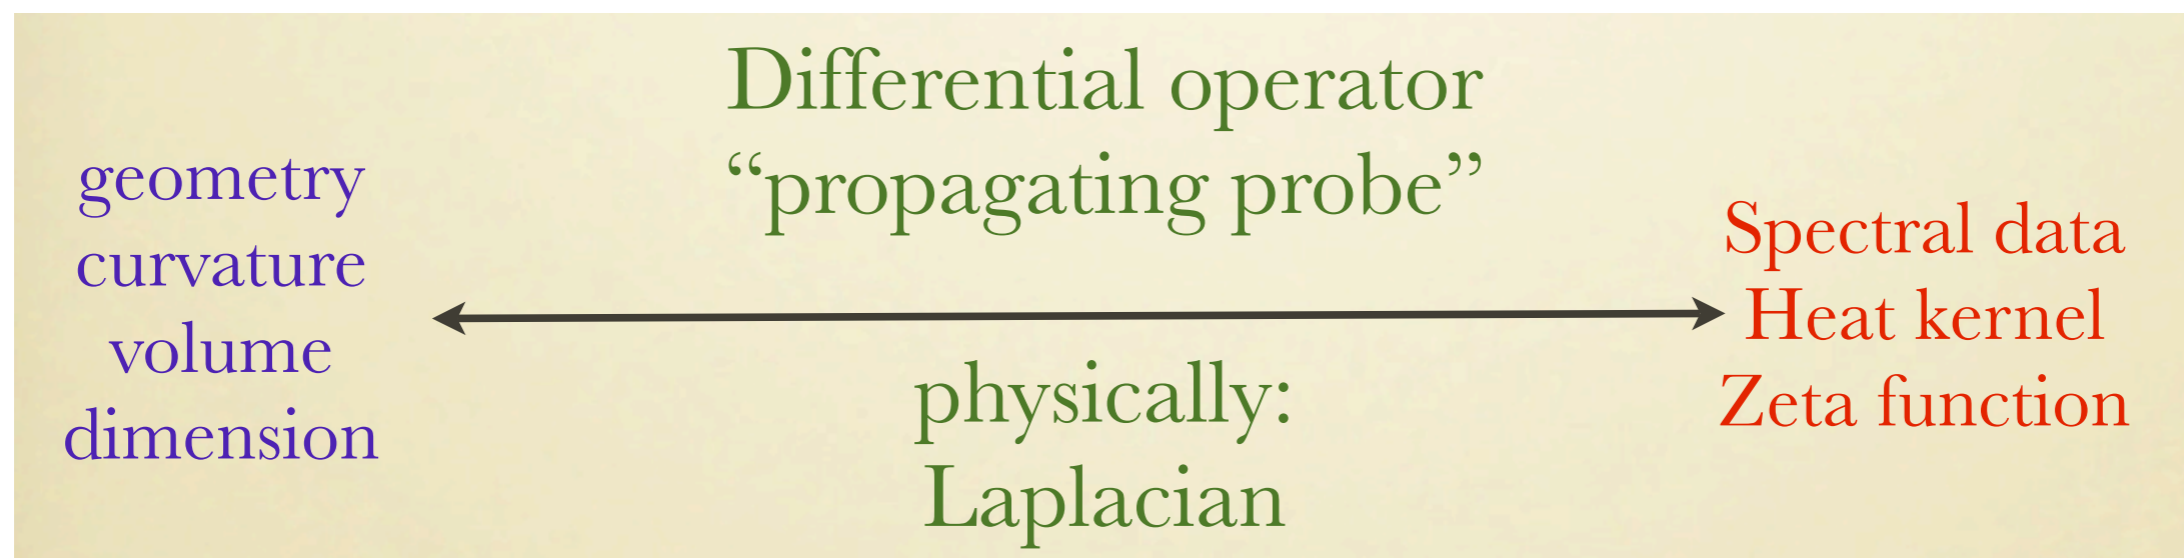 geometry
curvature
volume
dimension
Differential operator
“propagating probe”
physically:
Laplacian
Spectral data
Heat kernel
Zeta function